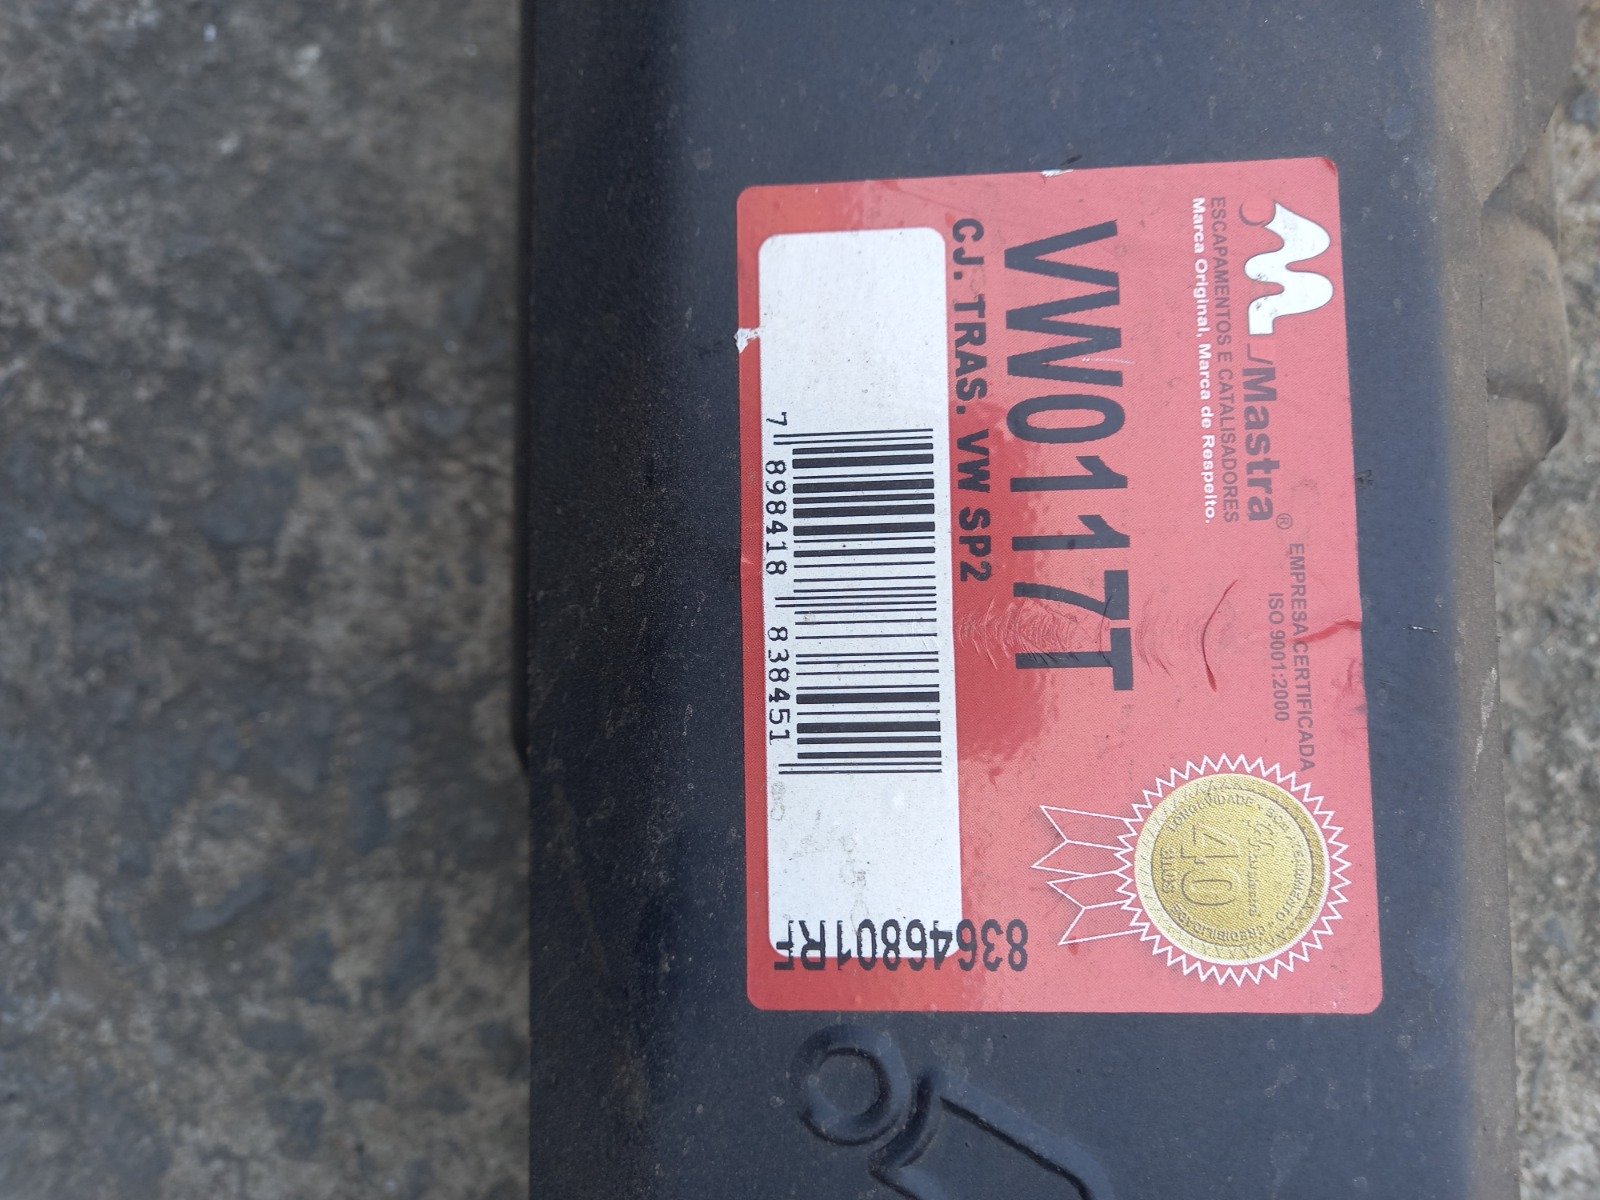 Mastra®
ESCAPAMENTOS E CATALISADORES
Marca Original, Marca de Respeito.
EMPRESA CERTIFICADA
ISO 9001:2000
LONGEVIDADE
40
VW0117T
CJ. TRAS. VW SP2
7 898418 838451
83646801RF